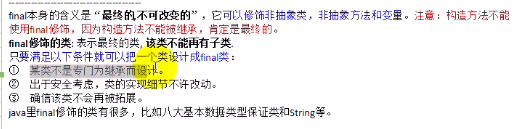 final本身的含义是“最终的,不可改变的”,它可以修饰非抽象类,非抽象方法和变量。注意:构造方法不能
使用final修饰,因为构造方法不能被继承,肯定是最终的。
final修饰的类: 表示最终的类, 该类不能再有子类.
只要满足以下条件就可以把一个类设计成final类:
① 某类不是专门为继承而设计。
② 出于安全考虑,类的实现细节不许改动。
③ 确信该类不会再被拓展。
java里final修饰的类有很多,比如八大基本数据类型保证类和String等。